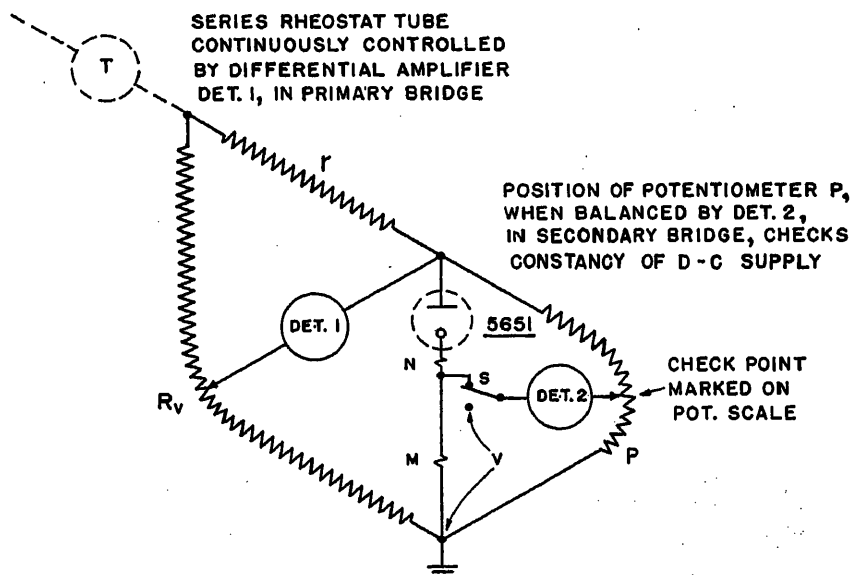 SERIES RHEOSTAT TUBE
CONTINUOUSLY CONTROLLED
BY DIFFERENTIAL AMPLIFIER
DET. 1, IN PRIMARY BRIDGE
T
r
POSITION OF POTENTIOMETER P,
WHEN BALANCED BY DET. 2,
IN SECONDARY BRIDGE, CHECKS
CONSTANCY OF D-C SUPPLY
DET. 1
5651
N
S
DET. 2
CHECK POINT
MARKED ON
POT. SCALE
Rv
M
V
P